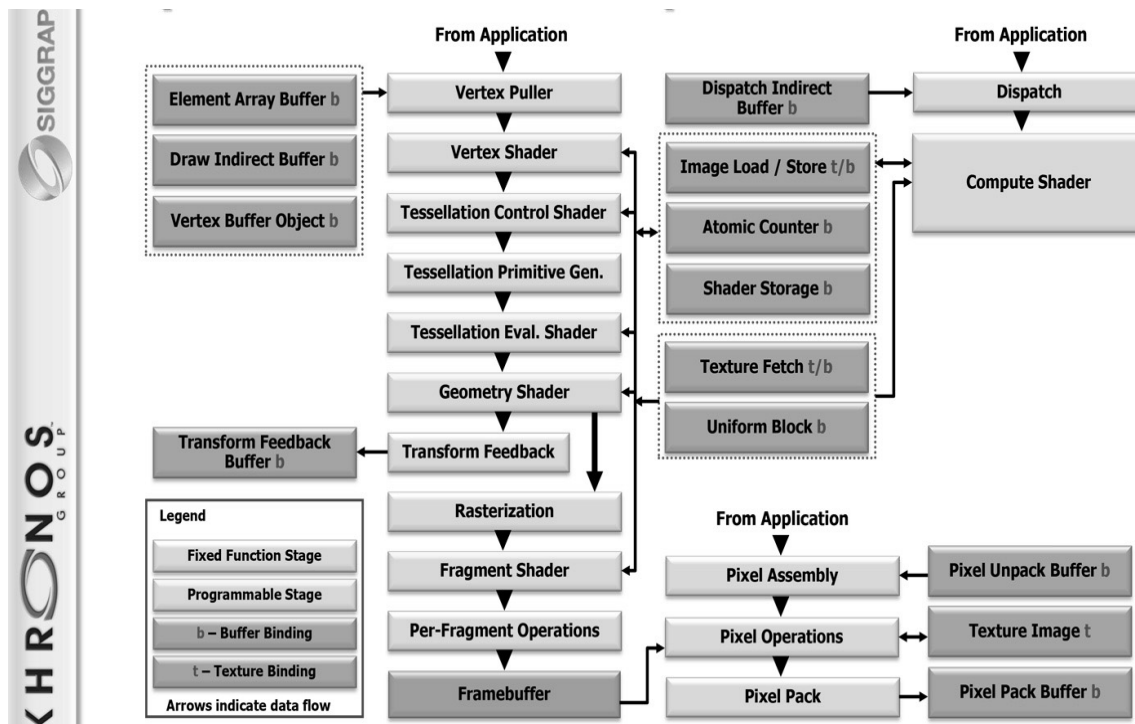 SIGGRAP
KHRONOS
GROUP
From Application
Element Array Buffer b
Draw Indirect Buffer b
Vertex Buffer Object b
Vertex Puller
Vertex Shader
Tessellation Control Shader
Tessellation Primitive Gen.
Tessellation Eval. Shader
Geometry Shader
Transform Feedback
Transform Feedback
Buffer b
Rasterization
Fragment Shader
Per-Fragment Operations
Framebuffer
Legend
Fixed Function Stage
Programmable Stage
b – Buffer Binding
t – Texture Binding
Arrows indicate data flow
From Application
Dispatch Indirect
Buffer b
Dispatch
Image Load / Store t/b
Atomic Counter b
Shader Storage b
Compute Shader
Texture Fetch t/b
Uniform Block b
From Application
Pixel Assembly
Pixel Unpack Buffer b
Pixel Operations
Texture Image t
Pixel Pack
Pixel Pack Buffer b